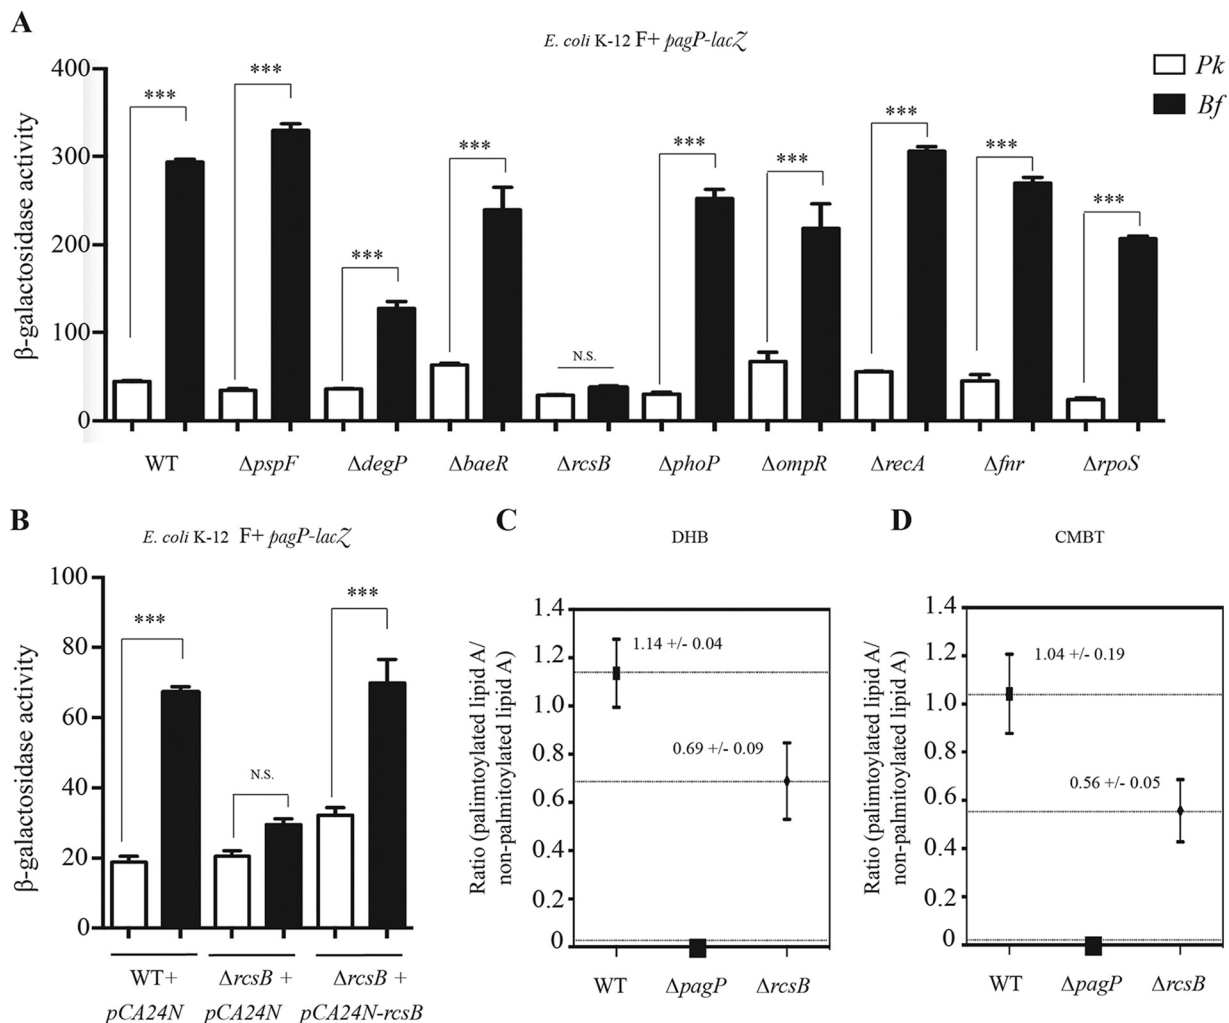 A
E. coli K-12 F+ pagP-lacZ
Pk
Bf
β-galactosidase activity
400
300
200
100
0
***
***
***
***
N.S.
***
***
***
***
***
WT
ΔpspF
ΔdegP
ΔbaeR
ΔrcsB
ΔphoP
ΔompR
ΔrecA
Δfnr
ΔrpoS
B
E. coli K-12 F+ pagP-lacZ
β-galactosidase activity
100
80
60
40
20
0
***
N.S.
***
WT+
pCA24N
ΔrcsB +
pCA24N
ΔrcsB +
pCA24N-rcsB
C
DHB
Ratio (palimtoylated lipid A/
non-palmitoylated lipid A)
1.4
1.2
1.0
0.8
0.6
0.4
0.2
0
1.14 +/- 0.04
0.69 +/- 0.09
WT
ΔpagP
ΔrcsB
D
CMBT
Ratio (palimtoylated lipid A/
non-palmitoylated lipid A)
1.4
1.2
1.0
0.8
0.6
0.4
0.2
0
1.04 +/- 0.19
0.56 +/- 0.05
WT
ΔpagP
ΔrcsB